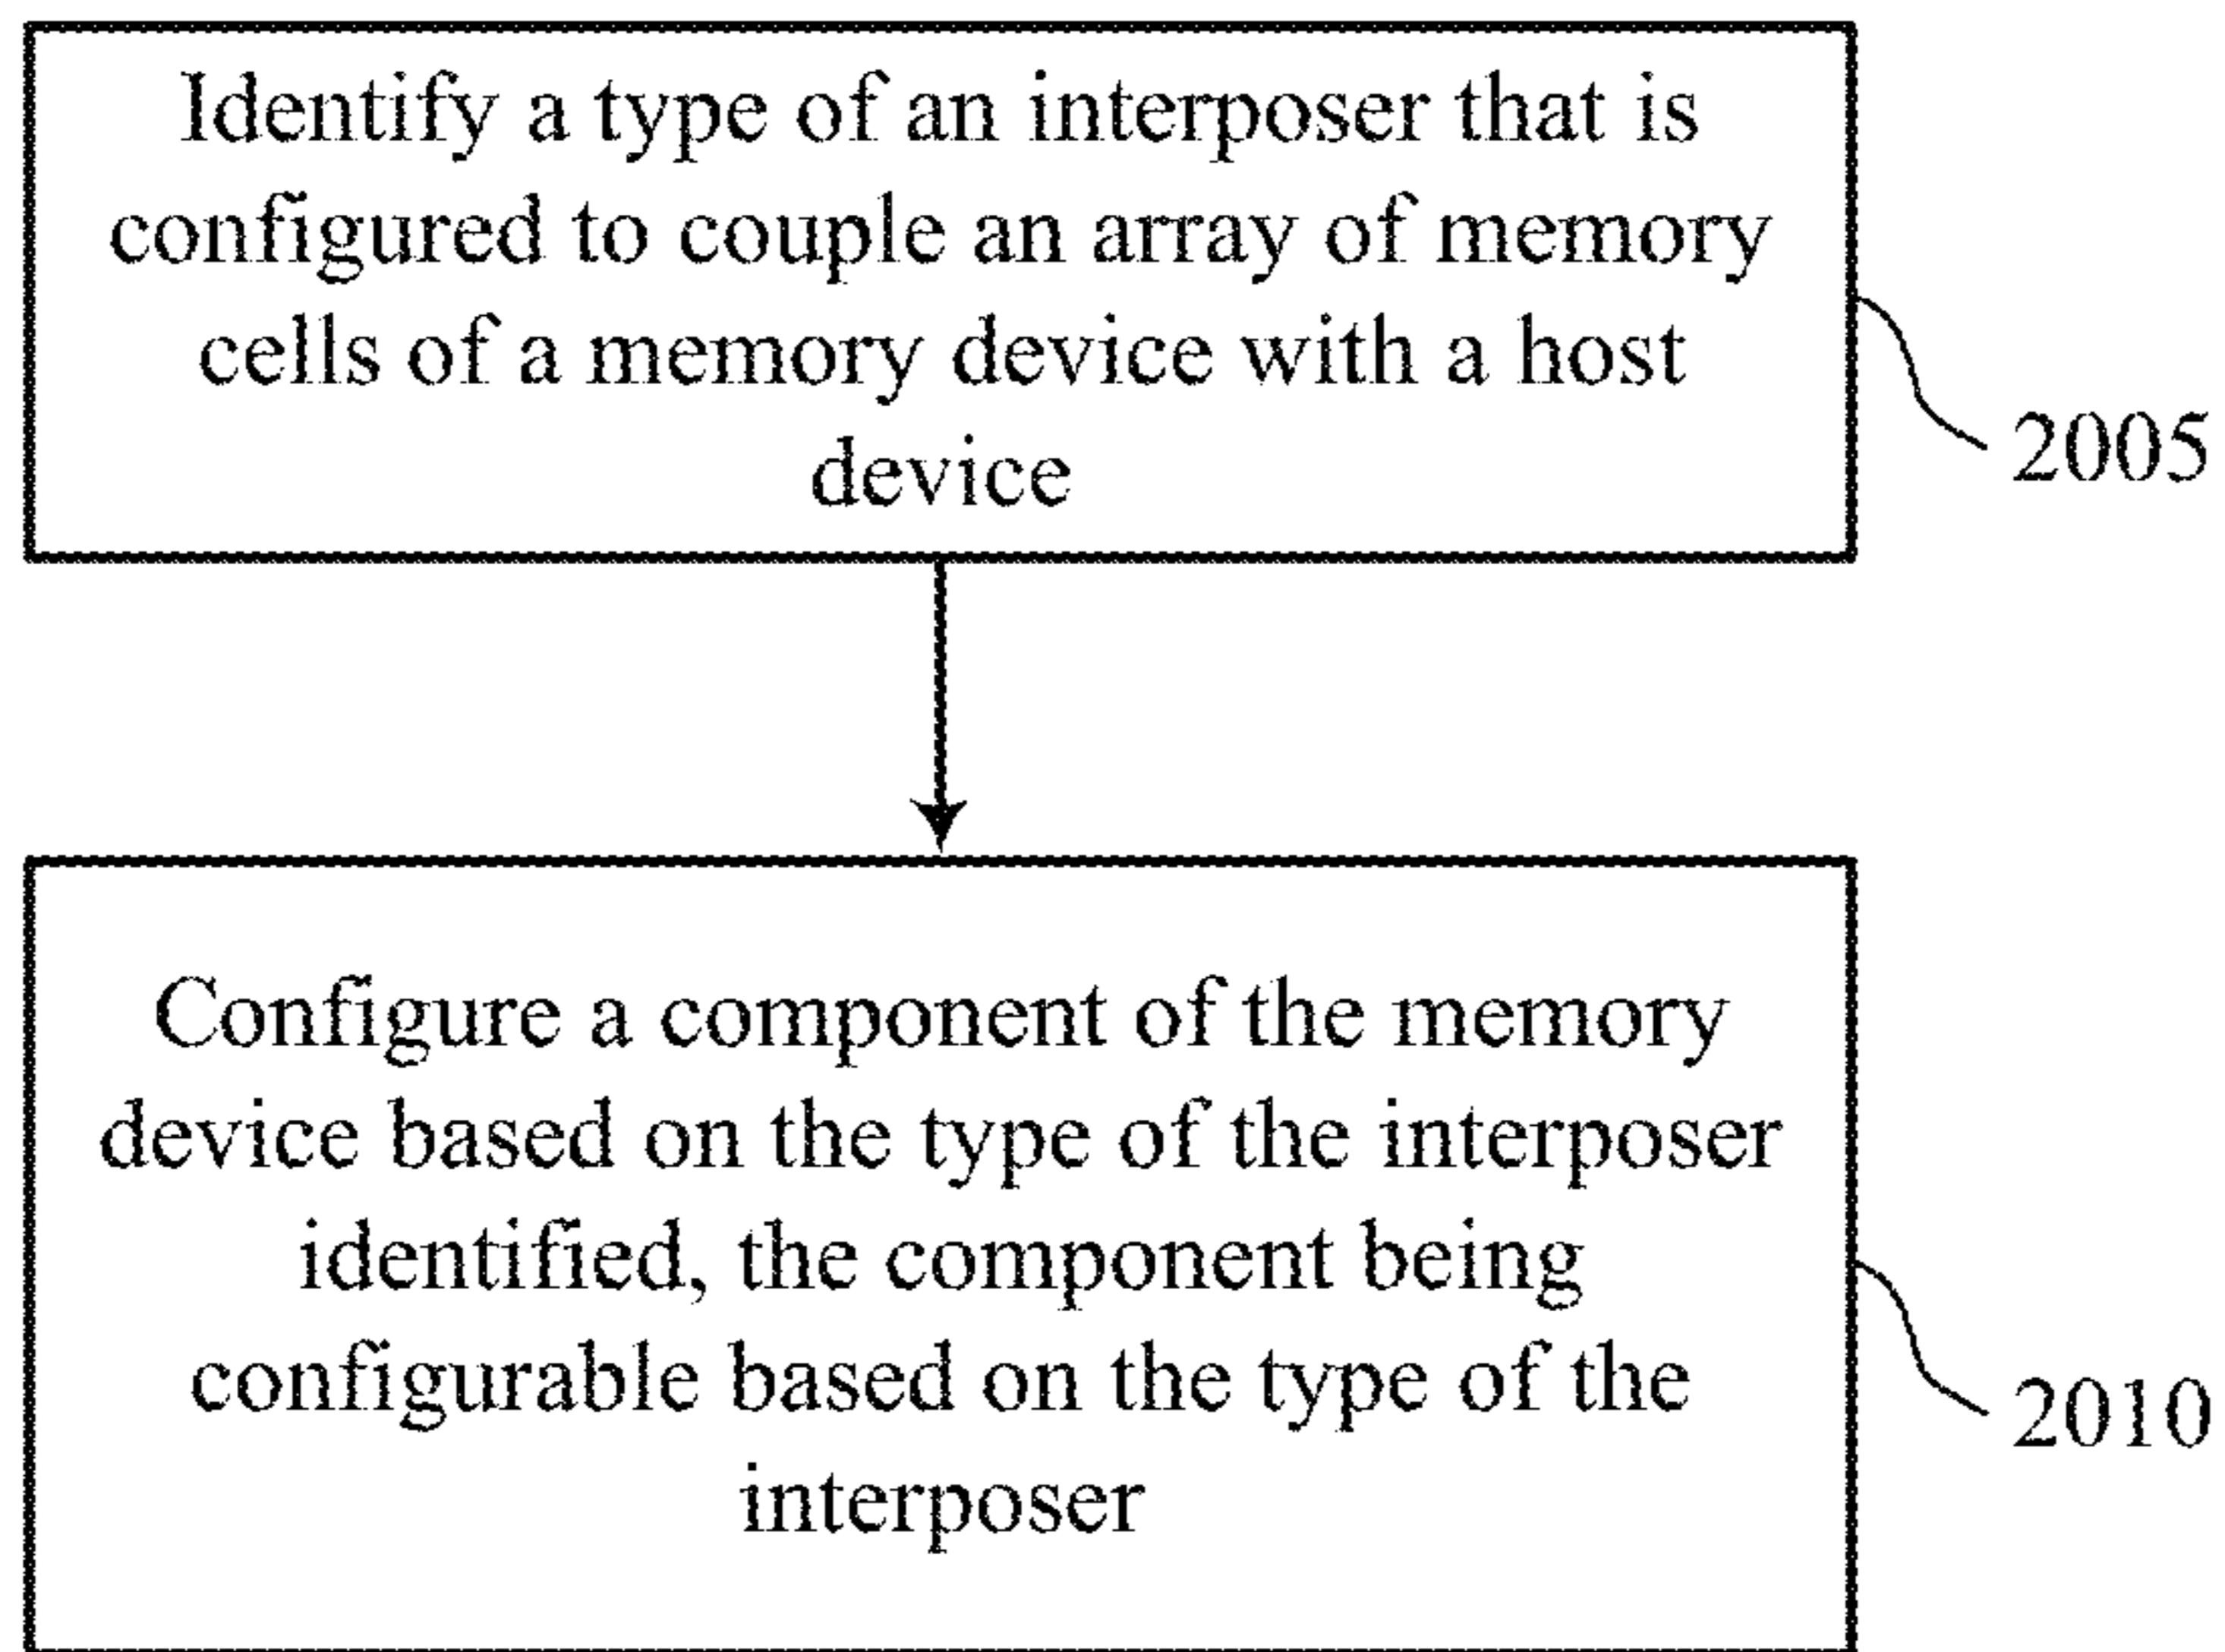 Identify a type of an interposer that is
configured to couple an array of memory
cells of a memory device with a host
device
2005
Configure a component of the memory
device based on the type of the interposer
identified, the component being
configurable based on the type of the
interposer
2010